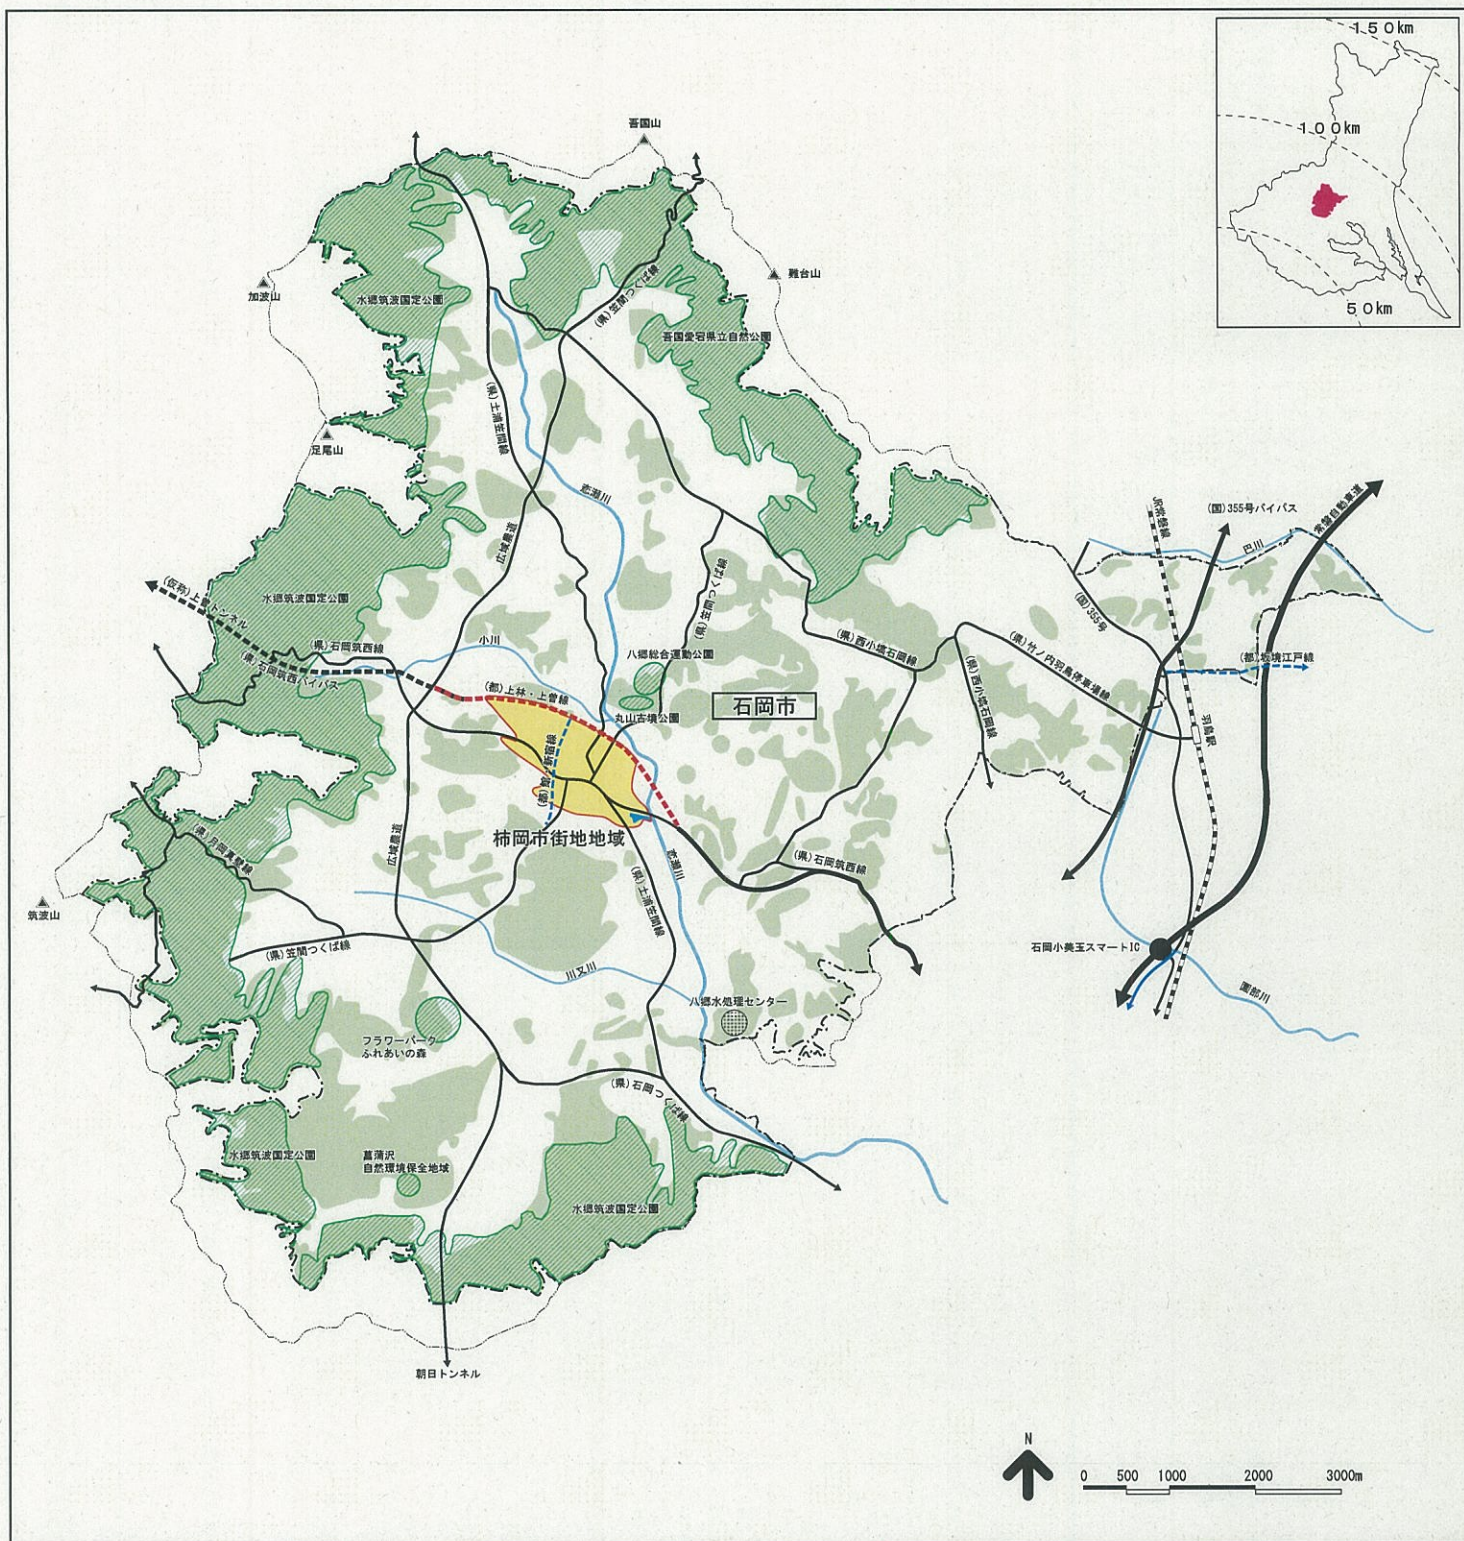 150km
100km
50km
吾国山
加波山
難台山
水郷筑波国定公園
(県)笠間つくば線
吾国愛宕県立自然公園
(県)土浦笠間線
足尾山
恋瀬川
広域農道
JR常磐線
(国)355号バイパス
常磐自動車道
巴川
(仮称)上曽トンネル
水郷筑波国定公園
(県)笠間つくば線
(国)355号
(県)石岡筑西線
小川
(県)西小塙石岡線
(県)竹ノ内羽鳥停車場線
(都)坂境江戸線
(県)石岡筑西バイパス
八郷総合運動公園
(県)西小塙石岡線
(都)上林・上曽線
石岡市
丸山古墳公園
羽鳥駅
(都)館ノ新宿線
柿岡市街地地域
広域農道
恋瀬川
(県)石岡筑西線
(県)月岡真壁線
(県)土浦笠間線
筑波山
(県)笠間つくば線
石岡小美玉スマートIC
川又川
園部川
八郷水処理センター
フラワーパーク
ふれあいの森
(県)石岡つくば線
水郷筑波国定公園
菖蒲沢
自然環境保全地域
水郷筑波国定公園
朝日トンネル
N
0 500 1000 2000 3000m